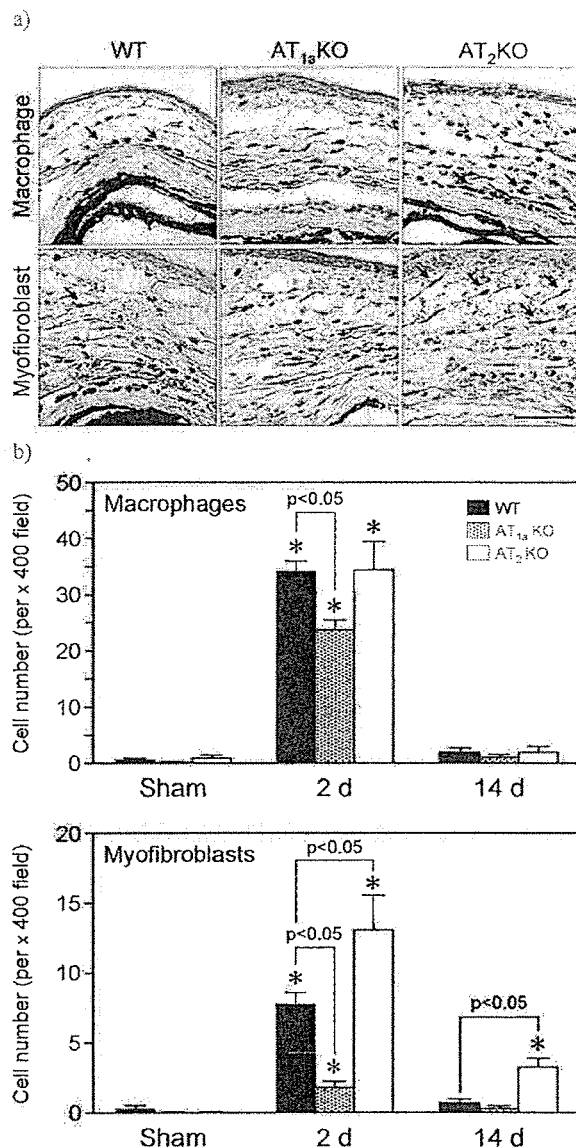 a)
WT AT1aKO AT2KO
Macrophage
Myofibroblast
b)
50
40
30
20
10
0
Cell number (per x 400 field)
Macrophages
p<0.05
* * *
WT
AT1a KO
AT2 KO
Sham 2 d 14 d
20
15
10
5
0
Cell number (per x 400 field)
Myofibroblasts
p<0.05
p<0.05
* * *
p<0.05
*
Sham 2 d 14 d